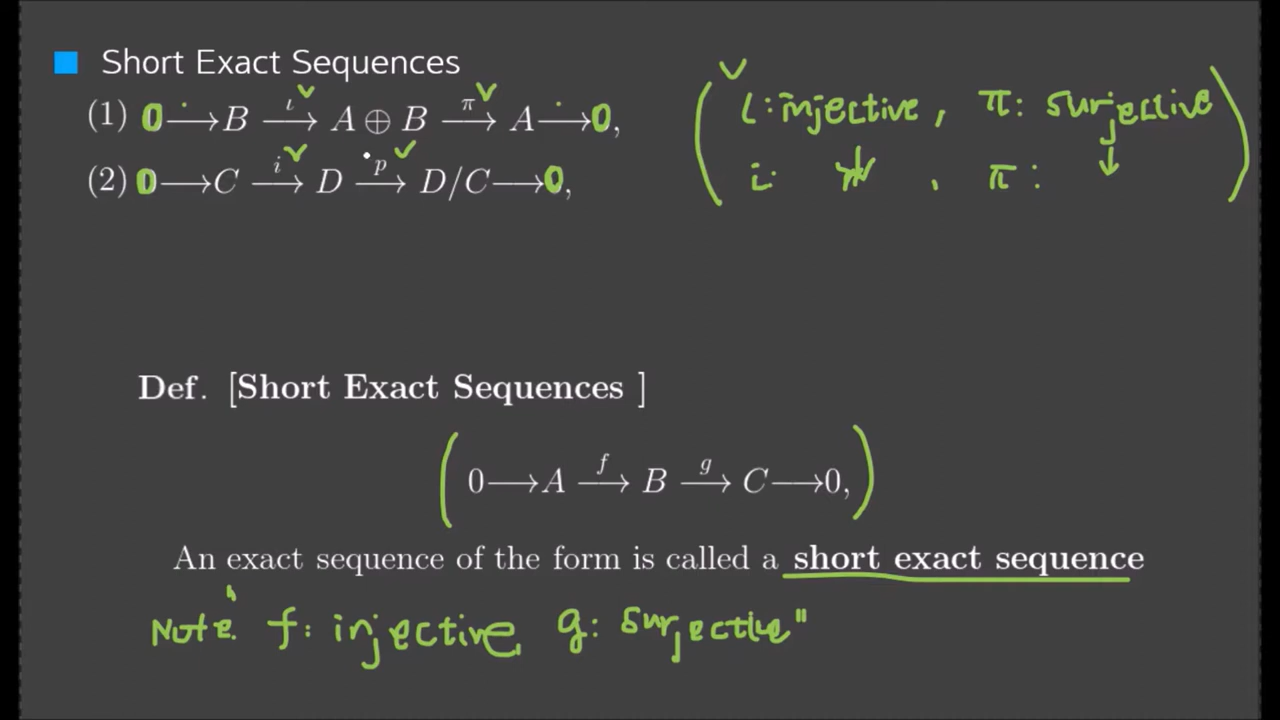 Short Exact Sequences
(1) 0 ⟶ B ⟶^ι A ⊕ B ⟶^π A ⟶ 0,
(2) 0 ⟶ C ⟶^i D ⟶^p D/C ⟶ 0,
( ι : injective , π : surjective
i : , π : ↓ )
Def. [Short Exact Sequences ]
( 0 ⟶ A ⟶^f B ⟶^g C ⟶ 0, )
An exact sequence of the form is called a short exact sequence
Note. f : injective, g : surjective"